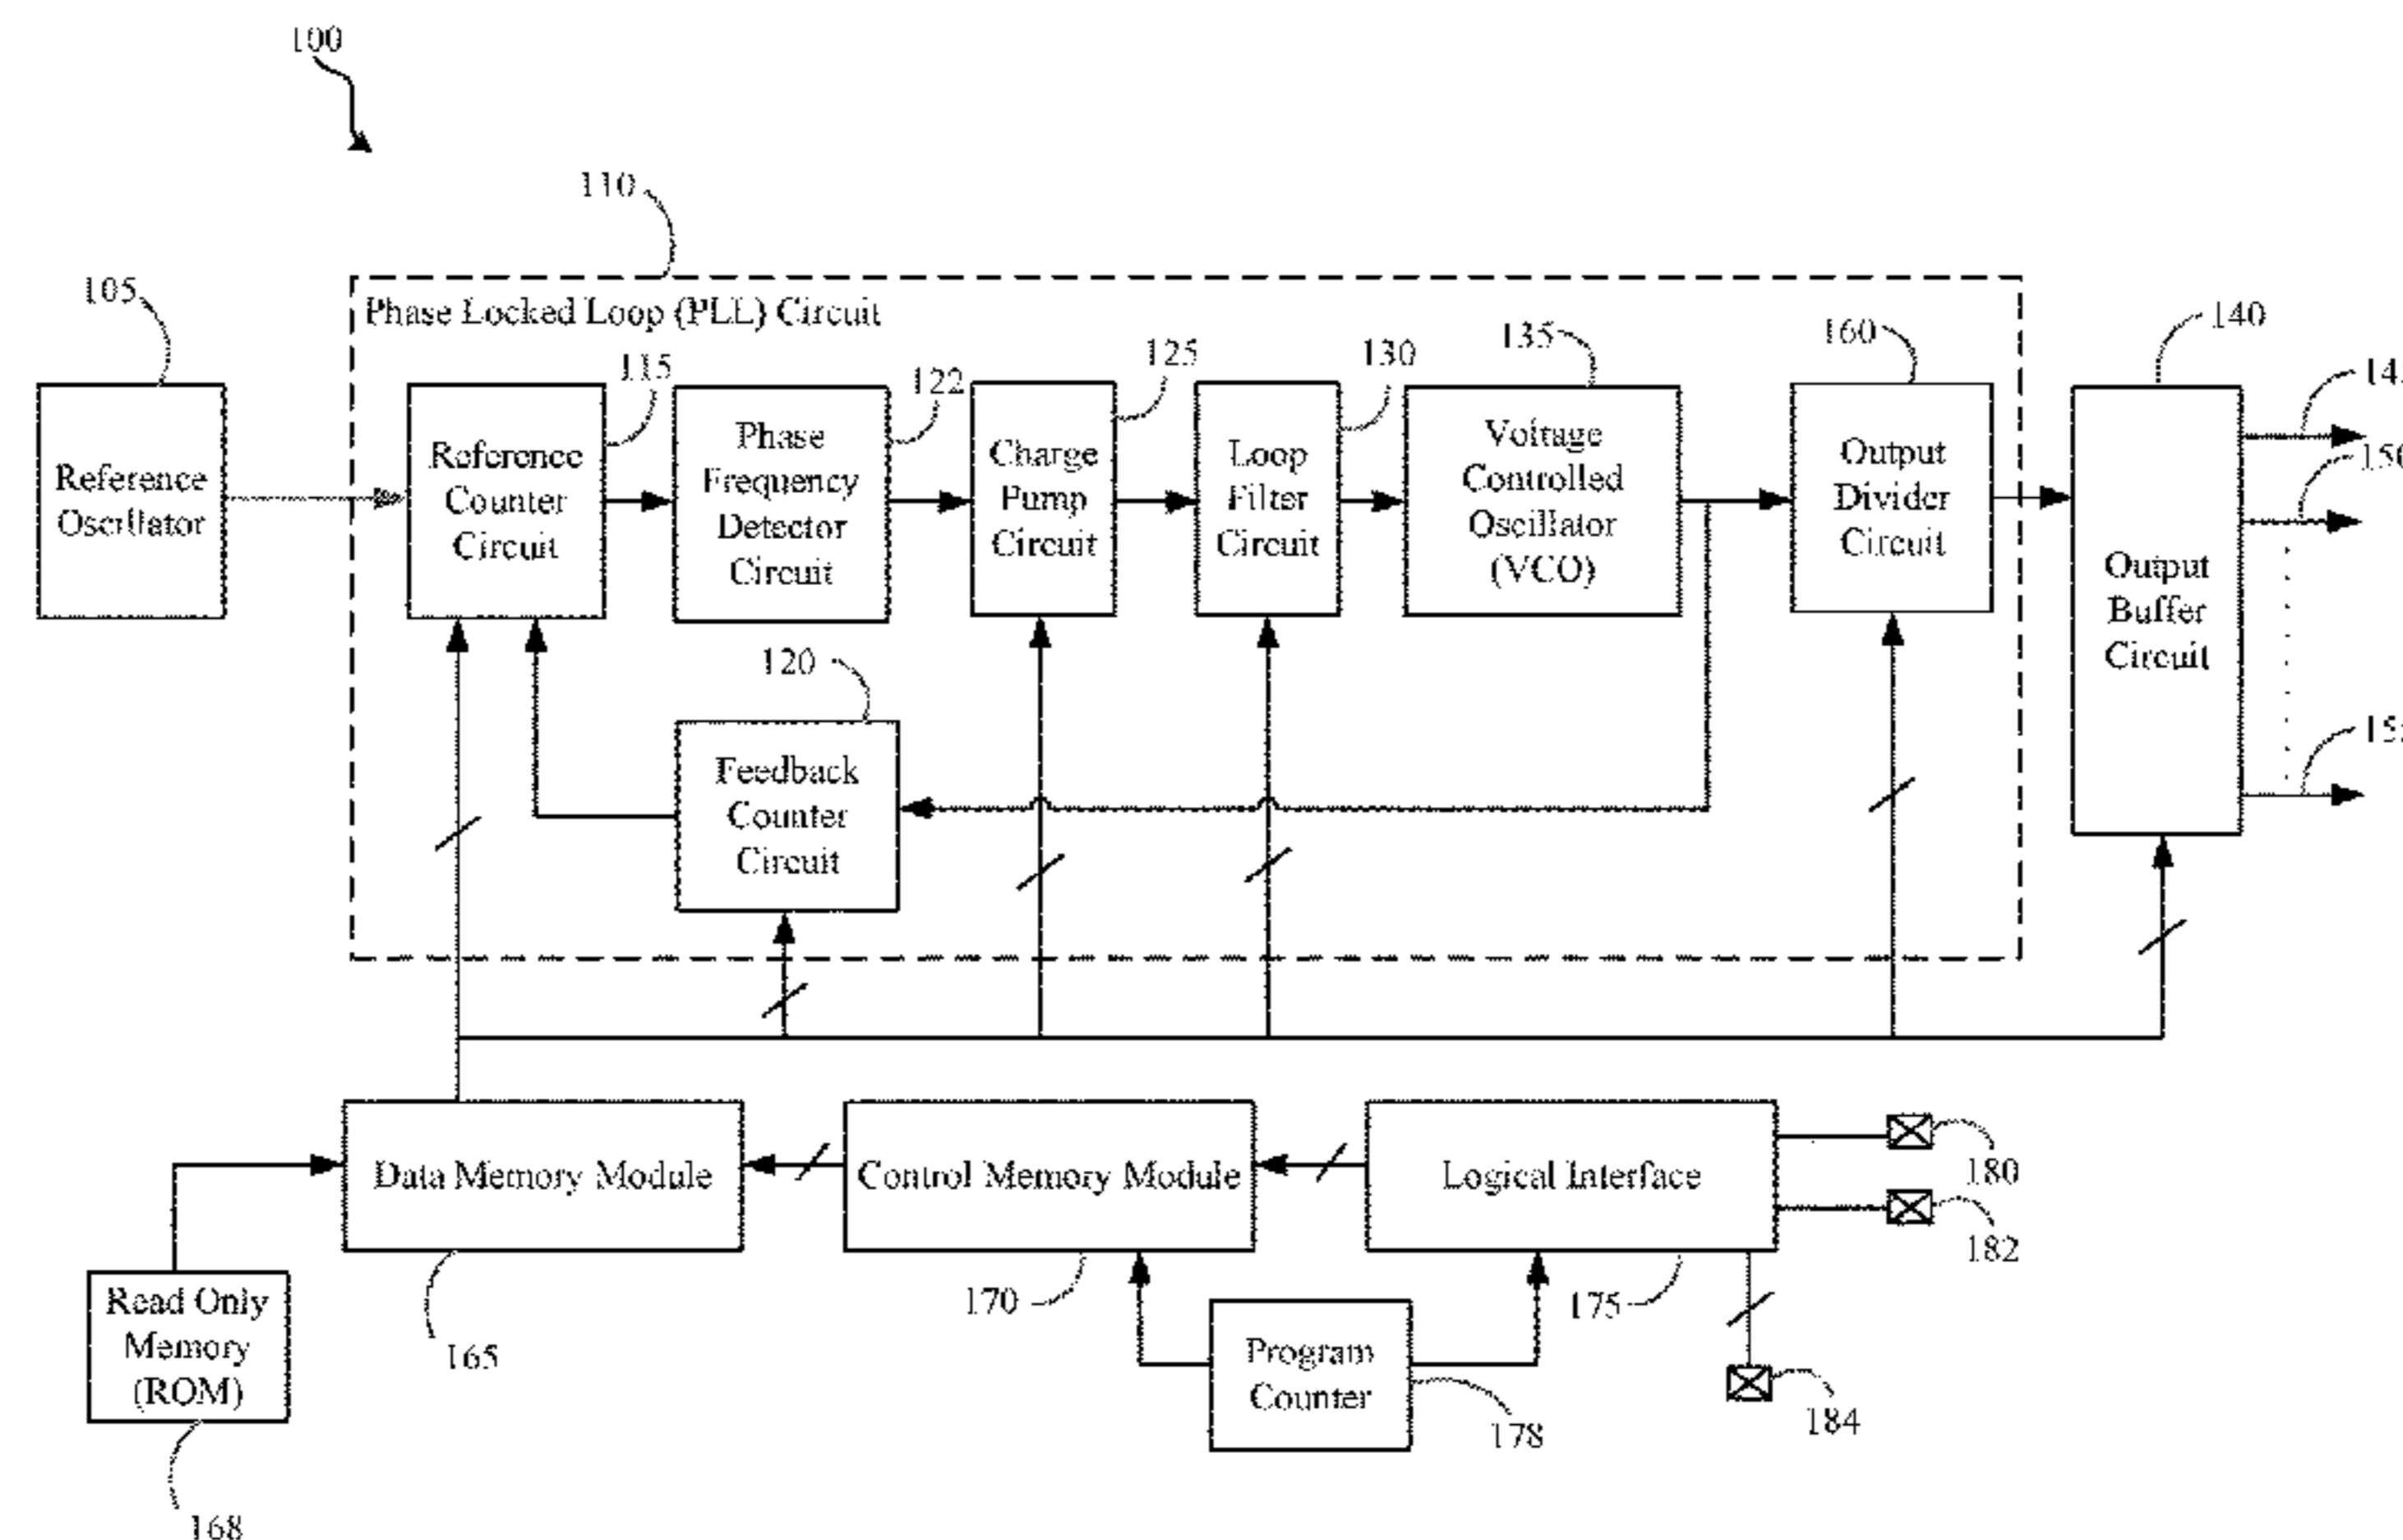 100
110
105
Phase Locked Loop (PLL) Circuit
115
122
125
130
135
160
140
Reference
Oscillator
Reference
Counter
Circuit
Phase
Frequency
Detector
Circuit
Charge
Pump
Circuit
Loop
Filter
Circuit
Voltage
Controlled
Oscillator
(VCO)
Output
Divider
Circuit
Output
Buffer
Circuit
120
Feedback
Counter
Circuit
Data Memory Module
Control Memory Module
Logical Interface
180
182
Read Only
Memory
(ROM)
165
170
Program
Counter
175
178
184
168